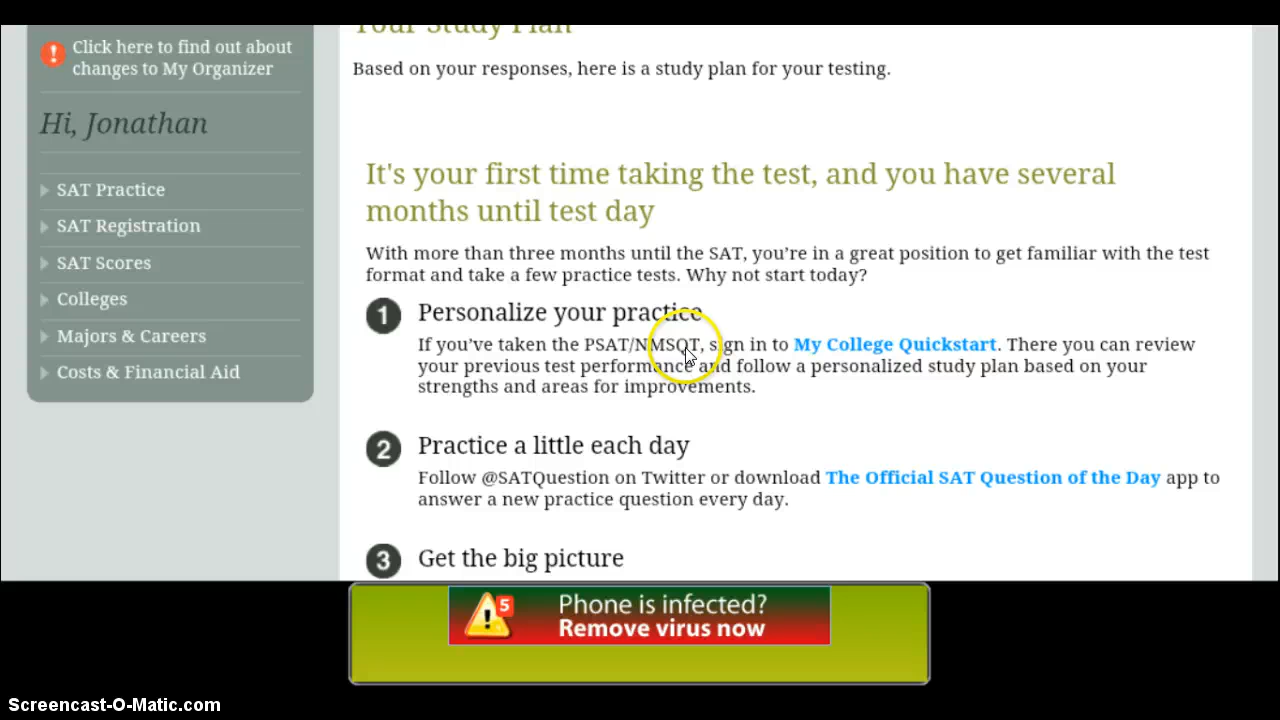 Your Study Plan
Click here to find out about
changes to My Organizer
Based on your responses, here is a study plan for your testing.
Hi, Jonathan
SAT Practice
SAT Registration
SAT Scores
Colleges
Majors & Careers
Costs & Financial Aid
It's your first time taking the test, and you have several
months until test day
With more than three months until the SAT, you're in a great position to get familiar with the test
format and take a few practice tests. Why not start today?
1 Personalize your practice
If you've taken the PSAT/NMSQT, sign in to My College Quickstart. There you can review
your previous test performance and follow a personalized study plan based on your
strengths and areas for improvements.
2 Practice a little each day
Follow @SATQuestion on Twitter or download The Official SAT Question of the Day app to
answer a new practice question every day.
3 Get the big picture
5 Phone is infected?
Remove virus now
Screencast-O-Matic.com